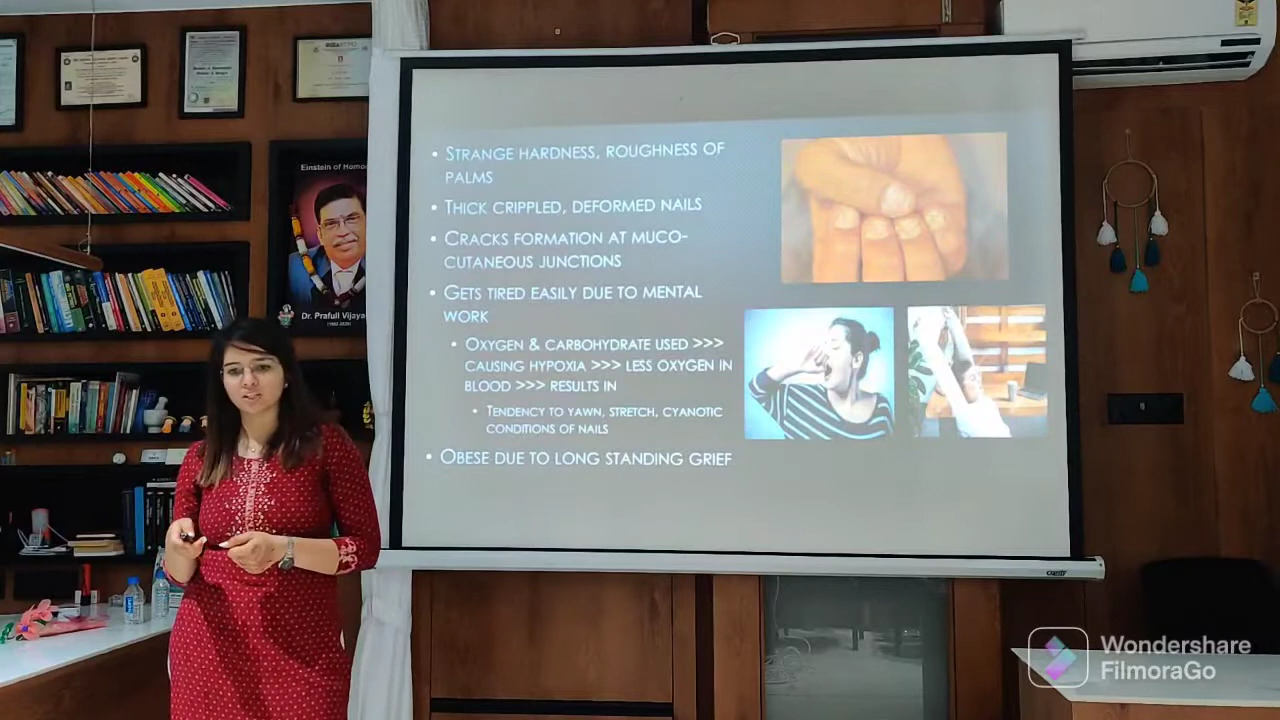 Einstein of Homo
Dr. Prafull Vijaya
• STRANGE HARDNESS, ROUGHNESS OF
PALMS
• THICK CRIPPLED, DEFORMED NAILS
• CRACKS FORMATION AT MUCO-
CUTANEOUS JUNCTIONS
• GETS TIRED EASILY DUE TO MENTAL
WORK
• OXYGEN & CARBOHYDRATE USED >>>
CAUSING HYPOXIA >>> LESS OXYGEN IN
BLOOD >>> RESULTS IN
• TENDENCY TO YAWN, STRETCH, CYANOTIC
CONDITIONS OF NAILS
• OBESE DUE TO LONG STANDING GRIEF
Wondershare
FilmoraGo